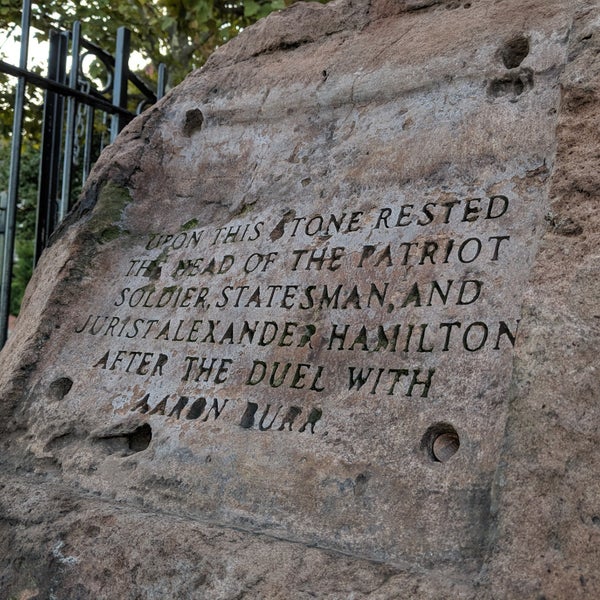 UPON THIS STONE RESTED
THE HEAD OF THE PATRIOT
SOLDIER, STATESMAN, AND
JURIST ALEXANDER HAMILTON
AFTER THE DUEL WITH
AARON BURR.